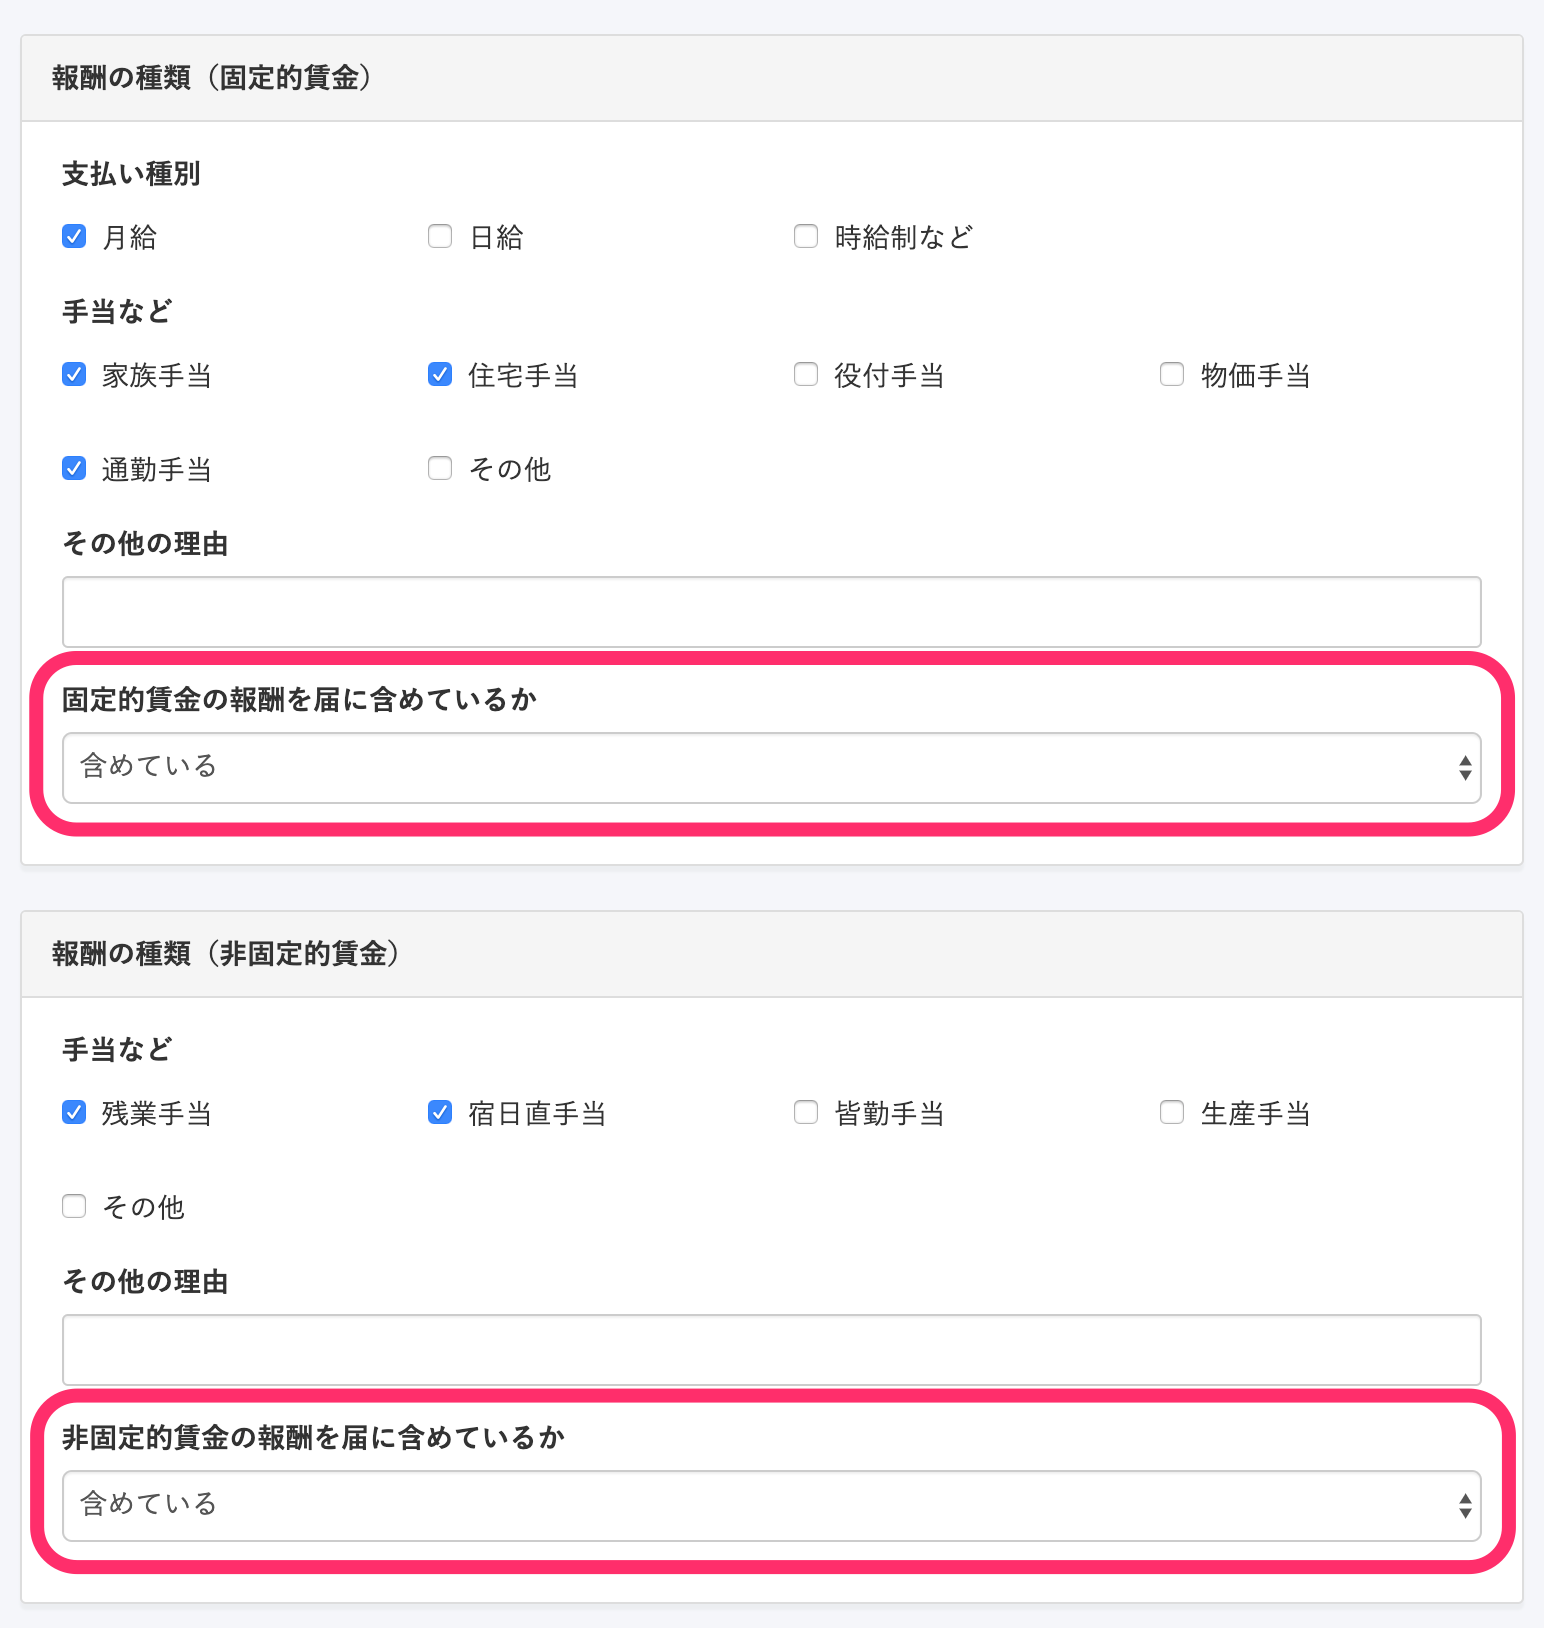 報酬の種類（固定的賃金）
支払い種別
月給 日給 時給制など
手当など
家族手当 住宅手当 役付手当 物価手当
通勤手当 その他
その他の理由
固定的賃金の報酬を届に含めているか
含めている
報酬の種類（非固定的賃金）
手当など
残業手当 宿日直手当 皆勤手当 生産手当
その他
その他の理由
非固定的賃金の報酬を届に含めているか
含めている